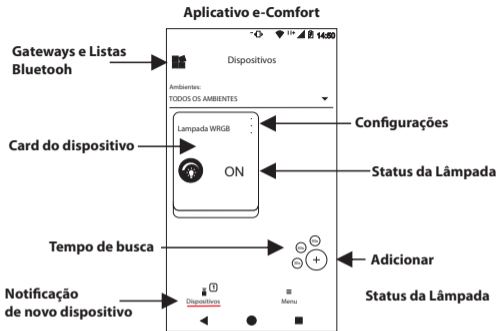 Aplicativo e-Comfort
14:50
Gateways e Listas
Bluetooh
Dispositivos
Ambientes:
TODOS OS AMBIENTES
Lampada WRGB
Configurações
Card do dispositivo
ON
Status da Lâmpada
Tempo de busca
Adicionar
+
1
Notificação
de novo dispositivo
Dispositivos
Menu
Status da Lâmpada